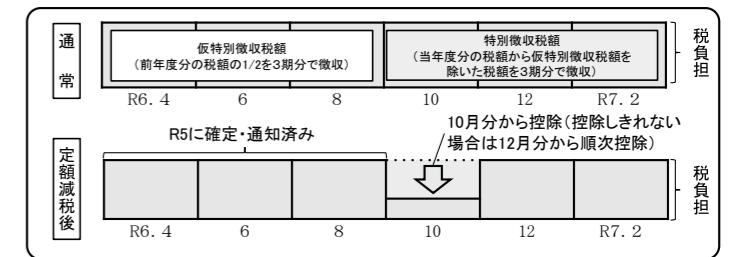 通常
仮特別徴収税額
(前年度分の税額の1/2を3期分で徴収)
特別徴収税額
(当年度分の税額から仮特別徴収税額を
除いた税額を3期分で徴収)
税負担
R6.4 6 8 10 12 R7.2
R5に確定・通知済み
10月分から控除(控除しきれない
場合は12月分から順次控除)
定額減税後
税負担
R6.4 6 8 10 12 R7.2